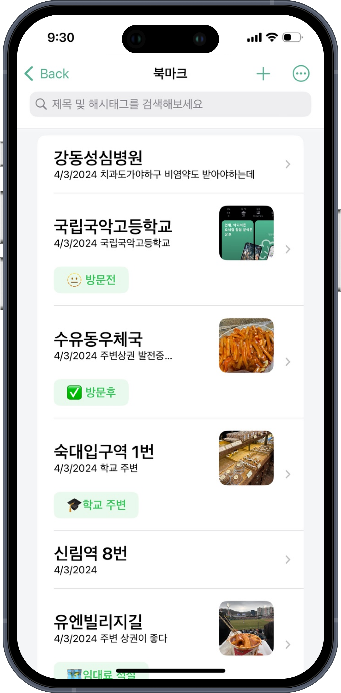 9:30
Back
북마크
제목 및 해시태그를 검색해보세요
강동성심병원
4/3/2024 치과도가야하구 비염약도 받아야하는데
국립국악고등학교
4/3/2024 국립국악고등학교
방문전
수유동우체국
4/3/2024 주변상권 발전중...
방문후
숙대입구역 1번
4/3/2024 학교 주변
학교 주변
신림역 8번
4/3/2024
유엔빌리지길
4/3/2024 주변 상권이 좋다
임대료